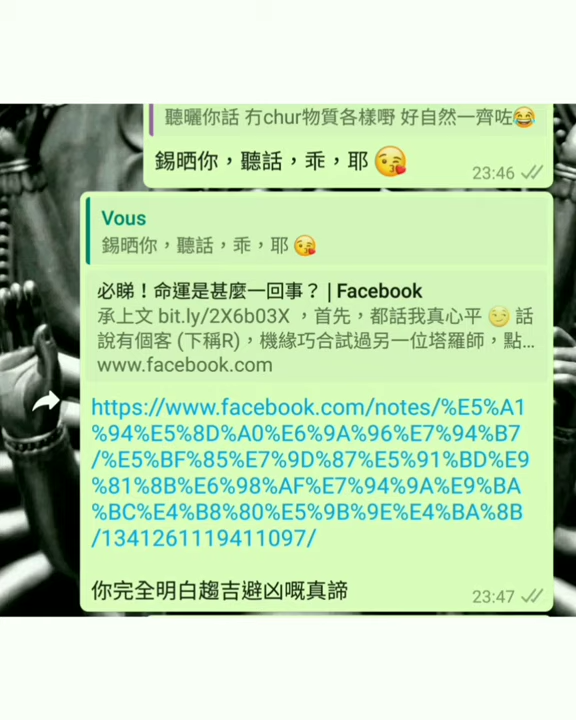 聽曬你話 冇chur物質各樣嘢 好自然一齊咗😂
錫晒你，聽話，乖，耶 😘
23:46
Vous
錫晒你，聽話，乖，耶 😘
必睇！命運是甚麼一回事？ | Facebook
承上文 bit.ly/2X6b03X ，首先，都話我真心平 😏 話
說有個客 (下稱R)，機緣巧合試過另一位塔羅師，點...
www.facebook.com
https://www.facebook.com/notes/%E5%A1
%94%E5%8D%A0%E6%9A%96%E7%94%B7
/%E5%BF%85%E7%9D%87%E5%91%BD%E9
%81%8B%E6%98%AF%E7%94%9A%E9%BA
%BC%E4%B8%80%E5%9B%9E%E4%BA%8B
/1341261119411097/
你完全明白趨吉避凶嘅真諦
23:47